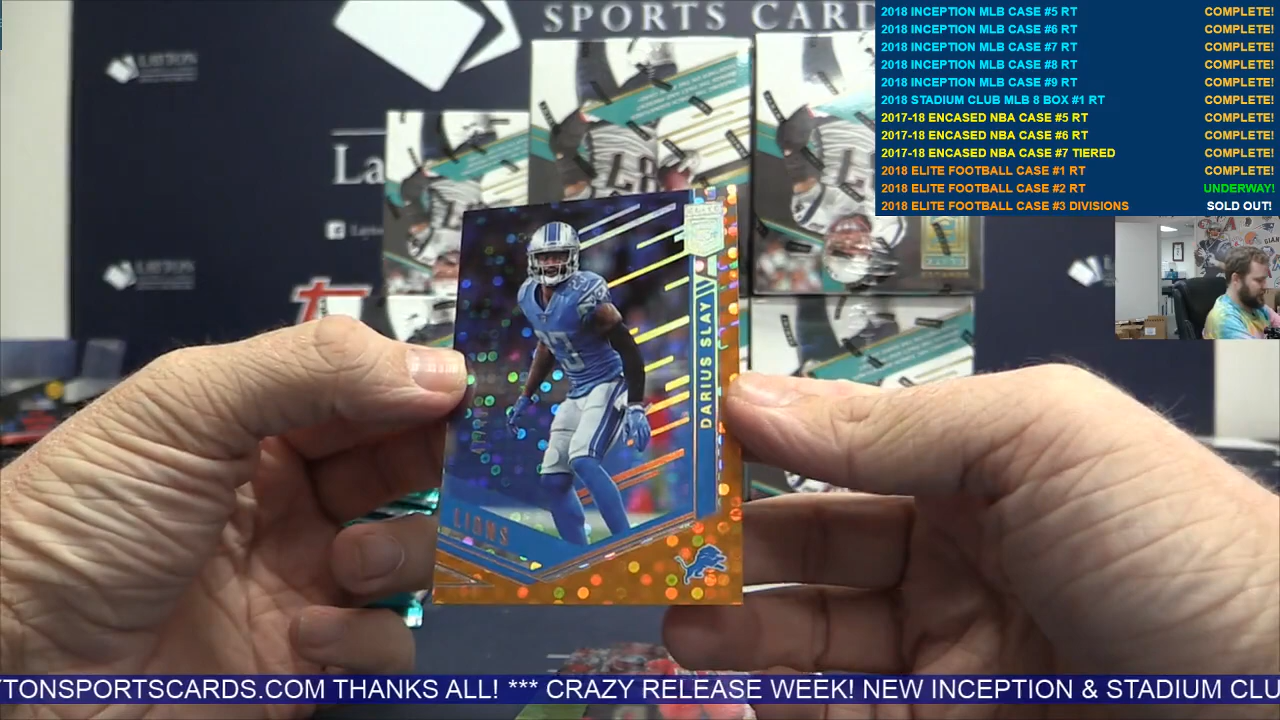 SPORTS CARD
2018 INCEPTION MLB CASE #5 RT COMPLETE!
2018 INCEPTION MLB CASE #6 RT COMPLETE!
2018 INCEPTION MLB CASE #7 RT COMPLETE!
2018 INCEPTION MLB CASE #8 RT COMPLETE!
2018 INCEPTION MLB CASE #9 RT COMPLETE!
2018 STADIUM CLUB MLB 8 BOX #1 RT COMPLETE!
2017-18 ENCASED NBA CASE #5 RT COMPLETE!
2017-18 ENCASED NBA CASE #6 RT COMPLETE!
2017-18 ENCASED NBA CASE #7 TIERED COMPLETE!
2018 ELITE FOOTBALL CASE #1 RT COMPLETE!
2018 ELITE FOOTBALL CASE #2 RT UNDERWAY!
2018 ELITE FOOTBALL CASE #3 DIVISIONS SOLD OUT!
LAYTON
La
LAYTON
DARIUS SLAY
LIONS
TTONSPORTSCARDS.COM THANKS ALL! *** CRAZY RELEASE WEEK! NEW INCEPTION & STADIUM CLU